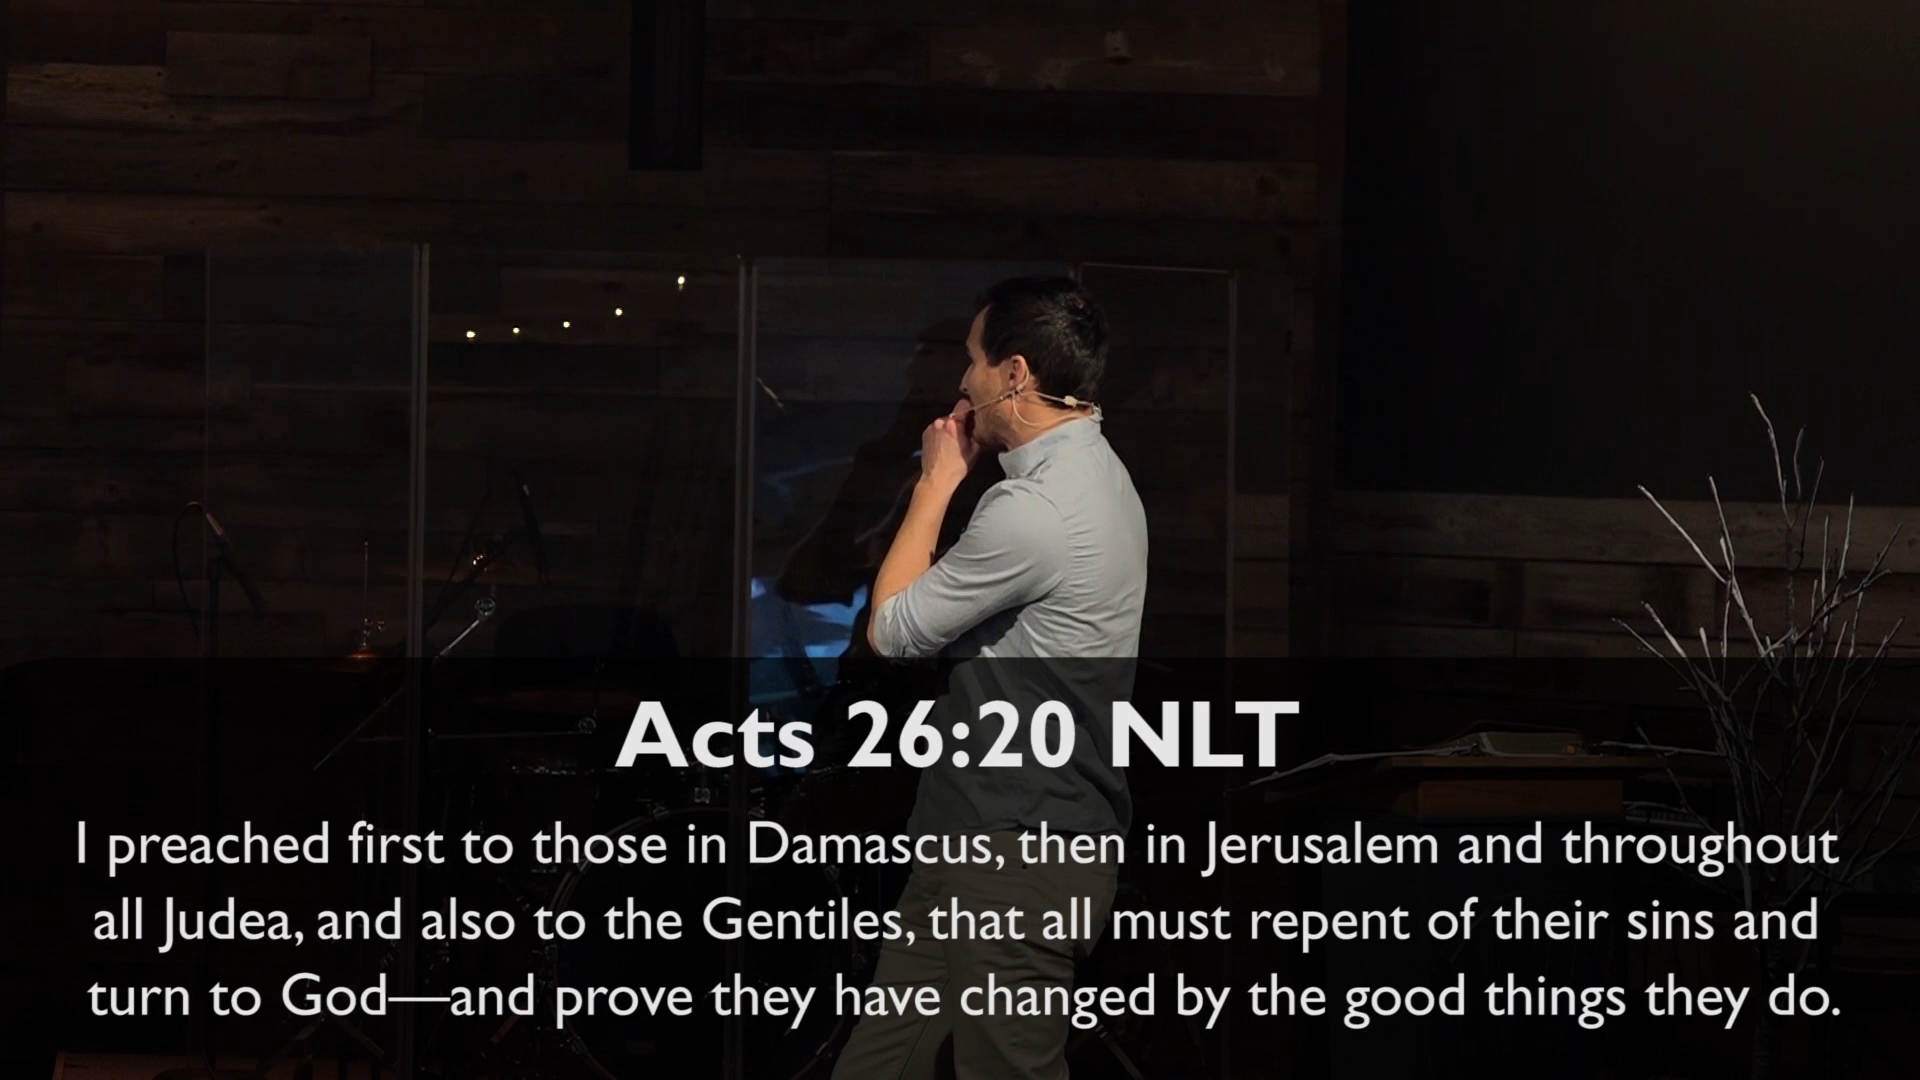 Acts 26:20 NLT
I preached first to those in Damascus, then in Jerusalem and throughout
all Judea, and also to the Gentiles, that all must repent of their sins and
turn to God—and prove they have changed by the good things they do.